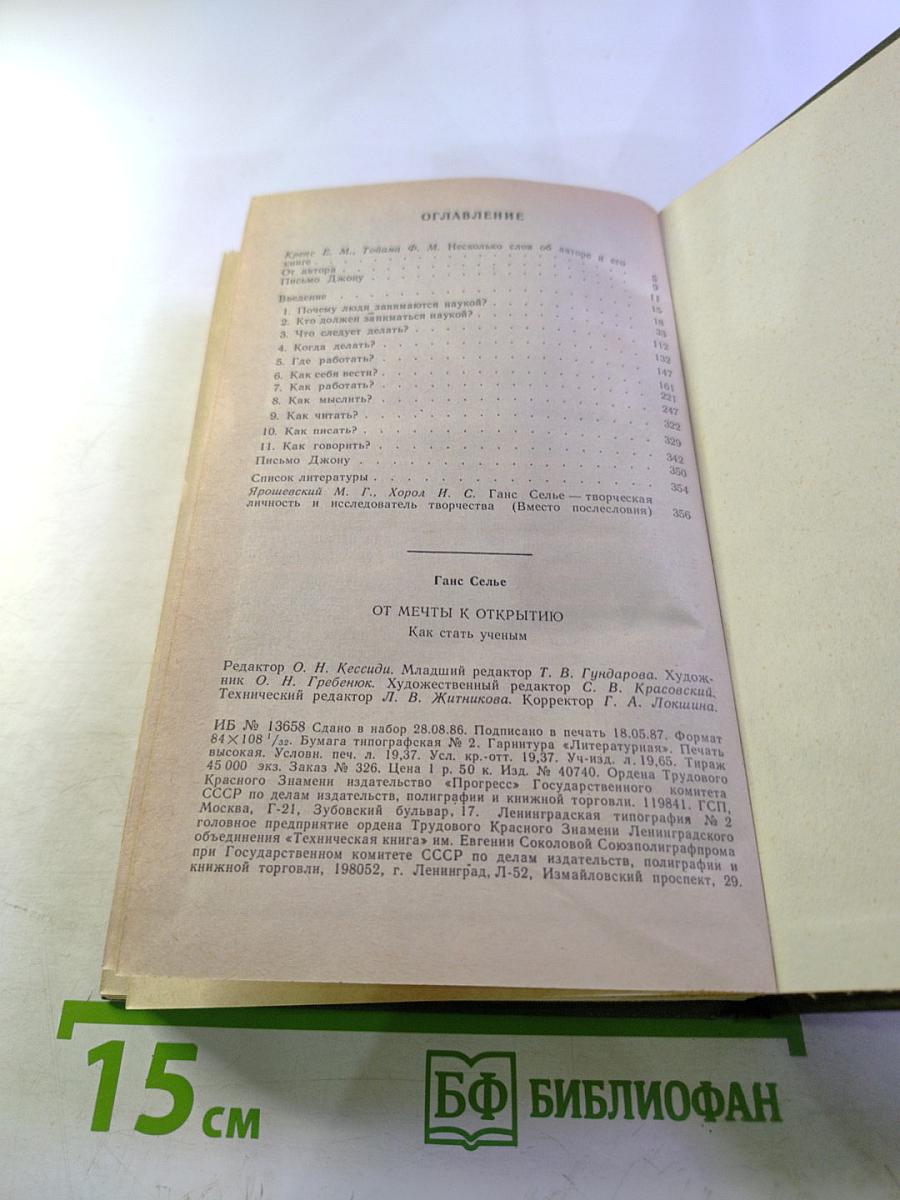 ОГЛАВЛЕНИЕ
Крепс Е. М., Тойами Ф. М. Несколько слов об авторе и его
книге . . . . . . . . . . 5
От автора . . . . . . . . . . 9
Письмо Джону . . . . . . . . . . 11
Введение . . . . . . . . . . 15
1. Почему люди занимаются наукой? . . . . . . . . . . 18
2. Кто должен заниматься наукой? . . . . . . . . . . 33
3. Что следует делать? . . . . . . . . . . 112
4. Когда делать? . . . . . . . . . . 132
5. Где работать? . . . . . . . . . . 147
6. Как себя вести? . . . . . . . . . . 161
7. Как работать? . . . . . . . . . . 221
8. Как мыслить? . . . . . . . . . . 247
9. Как читать? . . . . . . . . . . 322
10. Как писать? . . . . . . . . . . 329
11. Как говорить? . . . . . . . . . . 342
Письмо Джону . . . . . . . . . . 350
Список литературы . . . . . . . . . . 354
Ярошевский М. Г., Хорол И. С. Ганс Селье — творческая
личность и исследователь творчества (Вместо послесловия) 356
Ганс Селье
ОТ МЕЧТЫ К ОТКРЫТИЮ
Как стать ученым
Редактор О. Н. Кессиди. Младший редактор Т. В. Гундарова. Худож-
ник О. Н. Гребенюк. Художественный редактор С. В. Красовский.
Технический редактор Л. В. Житникова. Корректор Г. А. Локшина.
ИБ № 13658 Сдано в набор 28.08.86. Подписано в печать 18.05.87. Формат
84×108 1/32. Бумага типографская № 2. Гарнитура «Литературная». Печать
высокая. Условн. печ. л. 19,37. Усл. кр.-отт. 19,37. Уч-изд. л. 19,65. Тираж
45 000 экз. Заказ № 326. Цена 1 р. 50 к. Изд. № 40740. Ордена Трудового
Красного Знамени издательство «Прогресс» Государственного комитета
СССР по делам издательств, полиграфии и книжной торговли. 119841. ГСП,
Москва, Г-21, Зубовский бульвар, 17. Ленинградская типография № 2
головное предприятие ордена Трудового Красного Знамени Ленинградского
объединения «Техническая книга» им. Евгении Соколовой Союзполиграфпрома
при Государственном комитете СССР по делам издательств, полиграфии и
книжной торговли, 198052, г. Ленинград, Л-52, Измайловский проспект, 29.
15 см
БФ БИБЛИОФАН